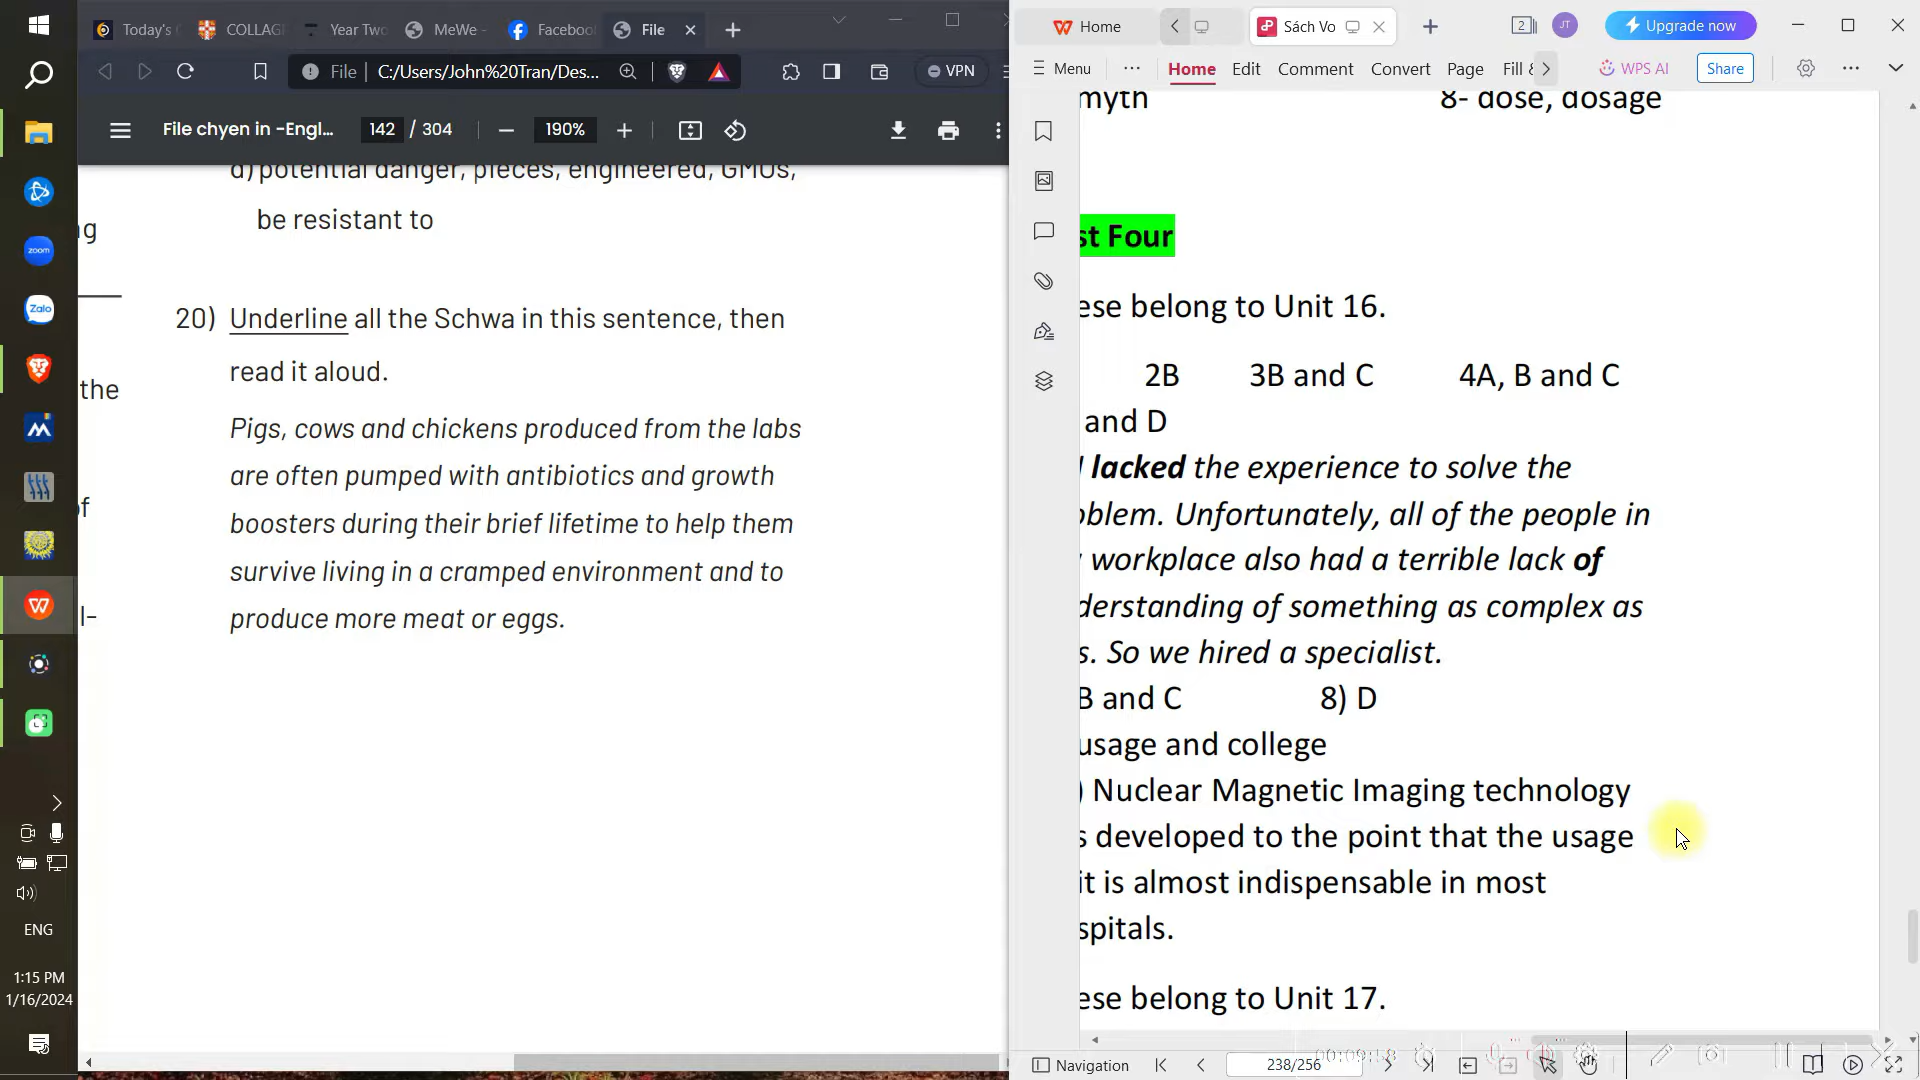 Today's
COLLAG
Year Two
MeWe -
Facebook
File
File
C:/Users/John%20Tran/Des...
VPN
File chyen in -Engl...
142 / 304
190%
d)potential danger, pieces, engineered, GMOs,
be resistant to
20) Underline all the Schwa in this sentence, then
read it aloud.
Pigs, cows and chickens produced from the labs
are often pumped with antibiotics and growth
boosters during their brief lifetime to help them
survive living in a cramped environment and to
produce more meat or eggs.
the
zoom
Zalo
ENG
1:15 PM
1/16/2024
Home
Sách Vo
2
JT
Upgrade now
Menu
Home
Edit
Comment
Convert
Page
Fill &
WPS AI
Share
myth
8- dose, dosage
st Four
ese belong to Unit 16.
2B 3B and C 4A, B and C
and D
I lacked the experience to solve the
oblem. Unfortunately, all of the people in
workplace also had a terrible lack of
derstanding of something as complex as
s. So we hired a specialist.
B and C 8) D
usage and college
) Nuclear Magnetic Imaging technology
s developed to the point that the usage
it is almost indispensable in most
spitals.
ese belong to Unit 17.
Navigation
238/256
00:09:58